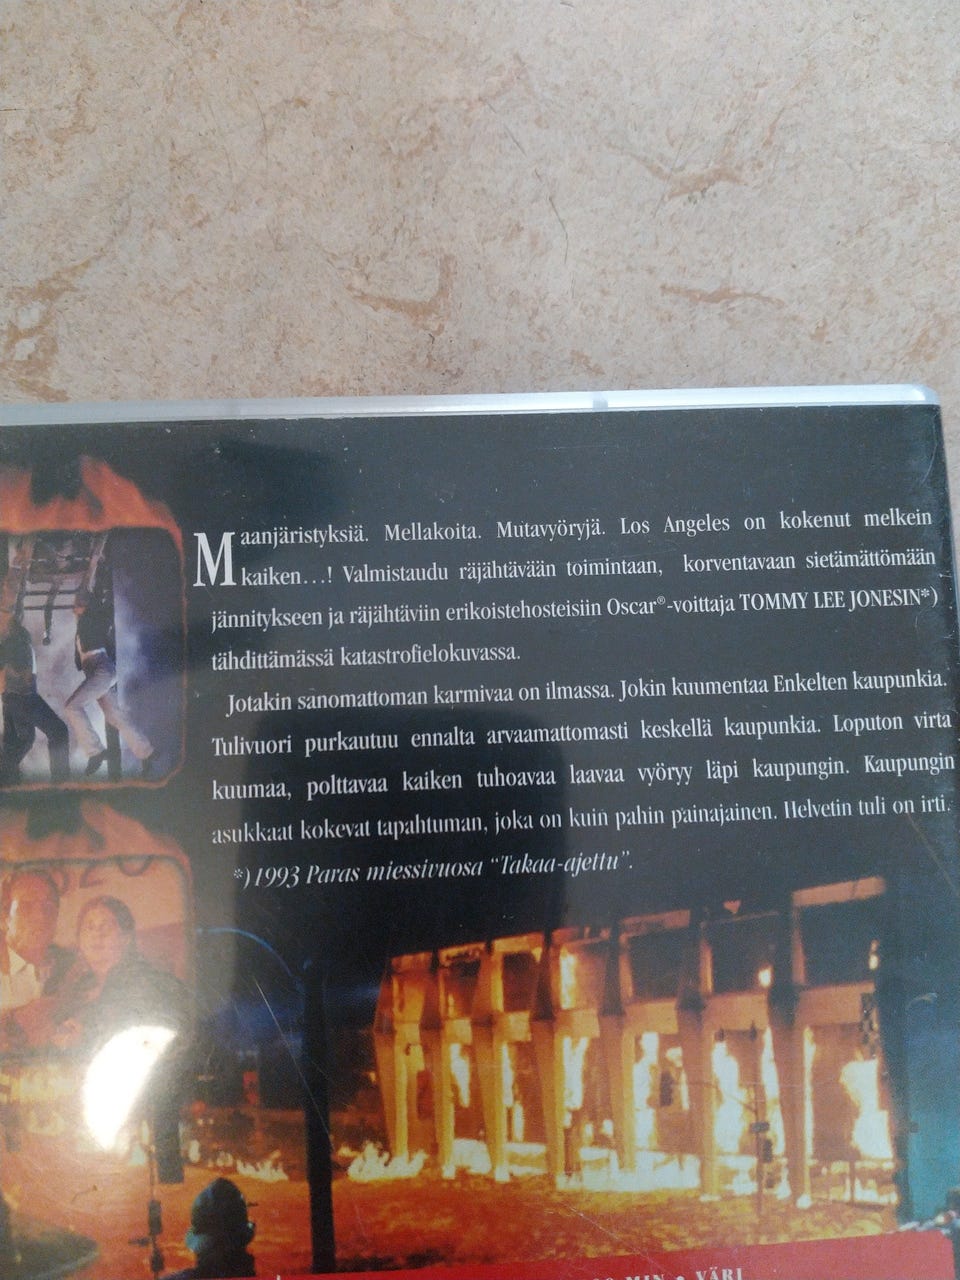 Maanjäristyksiä. Mellakoita. Mutavyöryjä. Los Angeles on kokenut melkein
kaiken...! Valmistaudu räjähtävään toimintaan, korventavaan sietämättömään
jännitykseen ja räjähtäviin erikoistehosteisiin Oscar®-voittaja TOMMY LEE JONESIN*)
tähdittämässä katastrofielokuvassa.
Jotakin sanomattoman karmivaa on ilmassa. Jokin kuumentaa Enkelten kaupunkia.
Tulivuori purkautuu ennalta arvaamattomasti keskellä kaupunkia. Loputon virta
kuumaa, polttavaa kaiken tuhoavaa laavaa vyöryy läpi kaupungin. Kaupungin
asukkaat kokevat tapahtuman, joka on kuin pahin painajainen. Helvetin tuli on irti.
*) 1993 Paras miessivuosa "Takaa-ajettu".
MIN • VÄRI